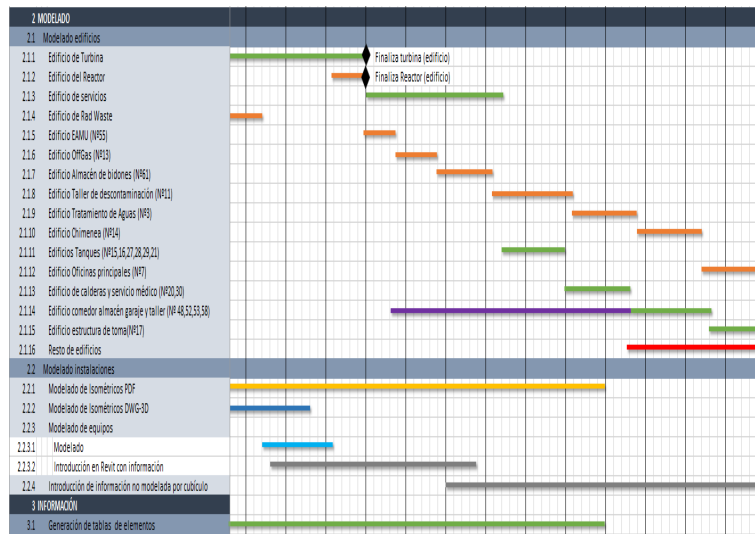 2 MODELADO
2.1 Modelado edificios
2.1.1 Edificio de Turbina
Finaliza turbina (edificio)
2.1.2 Edificio del Reactor
Finaliza Reactor (edificio)
2.1.3 Edificio de servicios
2.1.4 Edificio de Rad Waste
2.1.5 Edificio EAMU (Nº55)
2.1.6 Edificio OffGas (Nº13)
2.1.7 Edificio Almacén de bidones (Nº61)
2.1.8 Edificio Taller de descontaminación (Nº11)
2.1.9 Edificio Tratamiento de Aguas (Nº3)
2.1.10 Edificio Chimenea (Nº14)
2.1.11 Edificios Tanques (Nº15,16,27,28,29,21)
2.1.12 Edificio Oficinas principales (Nº7)
2.1.13 Edificio de calderas y servicio médico (Nº20,30)
2.1.14 Edificio comedor almacén garaje y taller (Nº 48,52,53,58)
2.1.15 Edificio estructura de toma(Nº17)
2.1.16 Resto de edificios
2.2 Modelado instalaciones
2.2.1 Modelado de Isométricos PDF
2.2.2 Modelado de Isométricos DWG-3D
2.2.3 Modelado de equipos
2.2.3.1 Modelado
2.2.3.2 Introducción en Revit con información
2.2.4 Introducción de información no modelada por cubículo
3 INFORMACIÓN
3.1 Generación de tablas de elementos